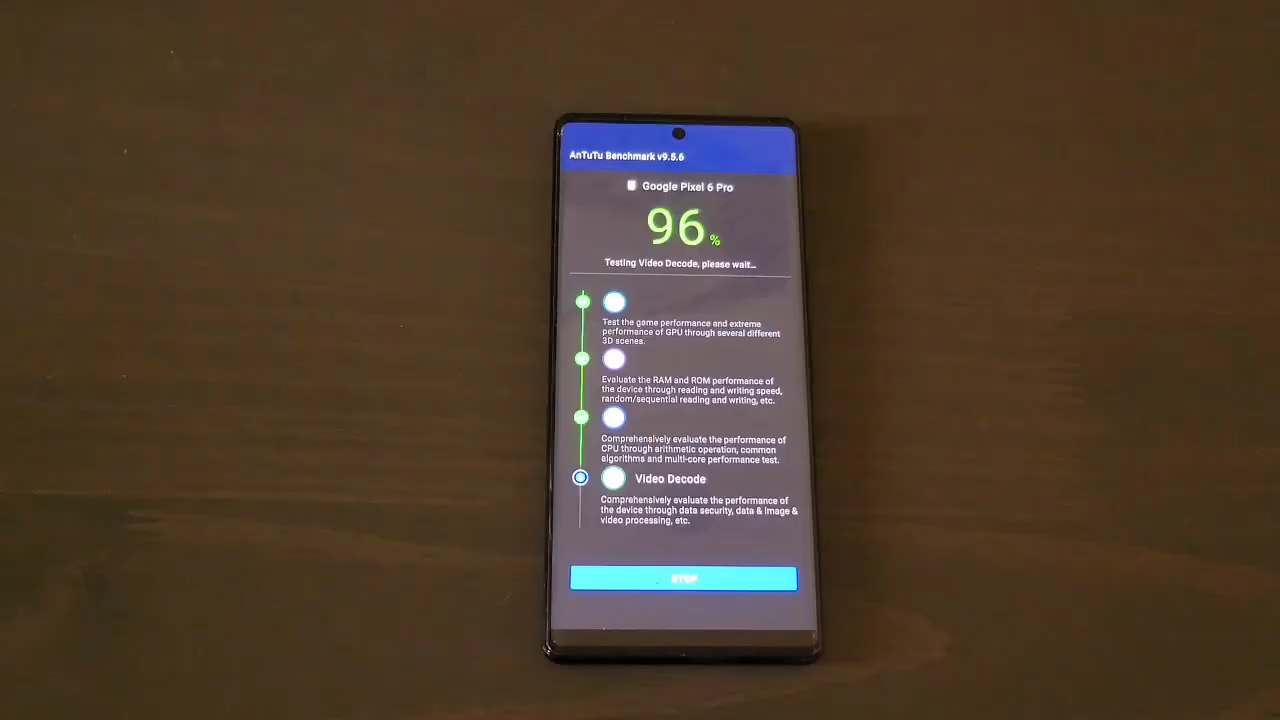 AnTuTu Benchmark v9.5.6
Google Pixel 6 Pro
96 %
Testing Video Decode, please wait...
Test the game performance and extreme
performance of GPU through several different
3D scenes.
Evaluate the RAM and ROM performance of
the device through reading and writing speed,
random/sequential reading and writing, etc.
Comprehensively evaluate the performance of
CPU through arithmetic operation, common
algorithms and multi-core performance test.
Video Decode
Comprehensively evaluate the performance of
the device through data security, data & image &
video processing, etc.
STOP